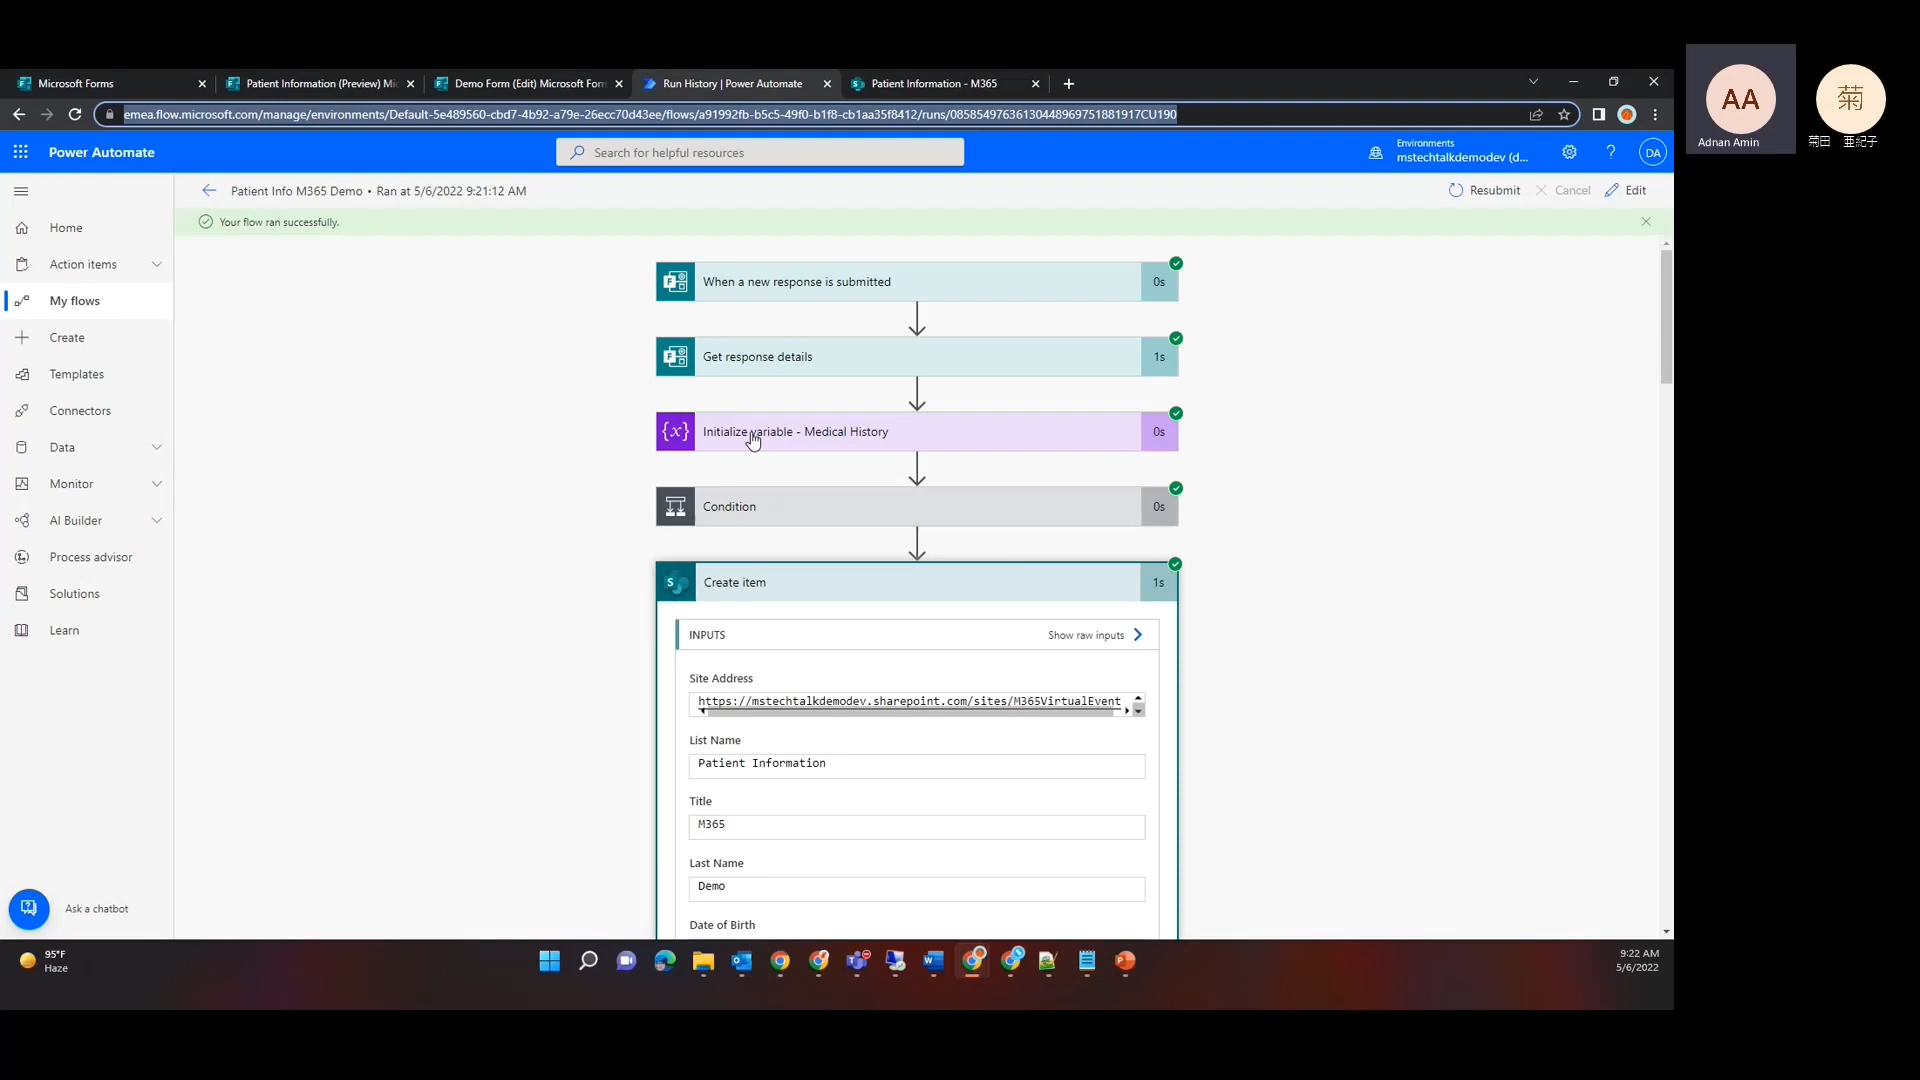 Microsoft Forms
Patient Information (Preview) Mic
Demo Form (Edit) Microsoft Form
Run History | Power Automate
Patient Information - M365
emea.flow.microsoft.com/manage/environments/Default-5e489560-cbd7-4b92-a79e-26ecc70d43ee/flows/a91992fb-b5c5-49f0-b1f8-cb1aa35f8412/runs/08585497636130448969751881917CU190
Power Automate
Search for helpful resources
Environments
mstechtalkdemodev (d...
?
DA
Patient Info M365 Demo • Ran at 5/6/2022 9:21:12 AM
Resubmit
Cancel
Edit
Your flow ran successfully.
Home
Action items
My flows
Create
Templates
Connectors
Data
Monitor
AI Builder
Process advisor
Solutions
Learn
Ask a chatbot
When a new response is submitted
0s
Get response details
1s
{x}
Initialize variable - Medical History
0s
Condition
0s
S
Create item
1s
INPUTS
Show raw inputs
Site Address
https://mstechtalkdemodev.sharepoint.com/sites/M365VirtualEvent
List Name
Patient Information
Title
M365
Last Name
Demo
Date of Birth
95°F
Haze
9:22 AM
5/6/2022
AA
Adnan Amin
菊
菊田 亜紀子